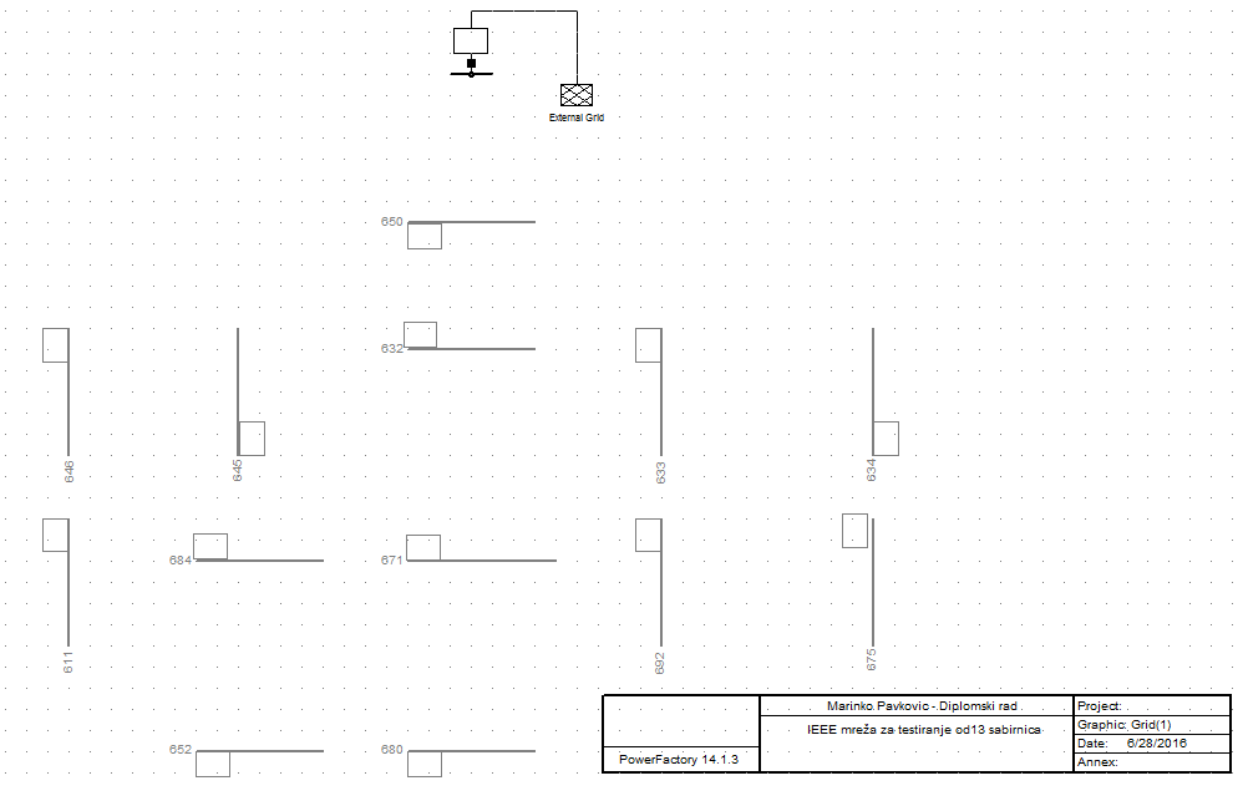 External Grid
650
632
646
645
633
634
684
671
611
692
675
652
680
Marinko Pavkovic - Diplomski rad
IEEE mreža za testiranje od13 sabirnica
PowerFactory 14.1.3
Project:
Graphic: Grid(1)
Date: 6/28/2016
Annex: